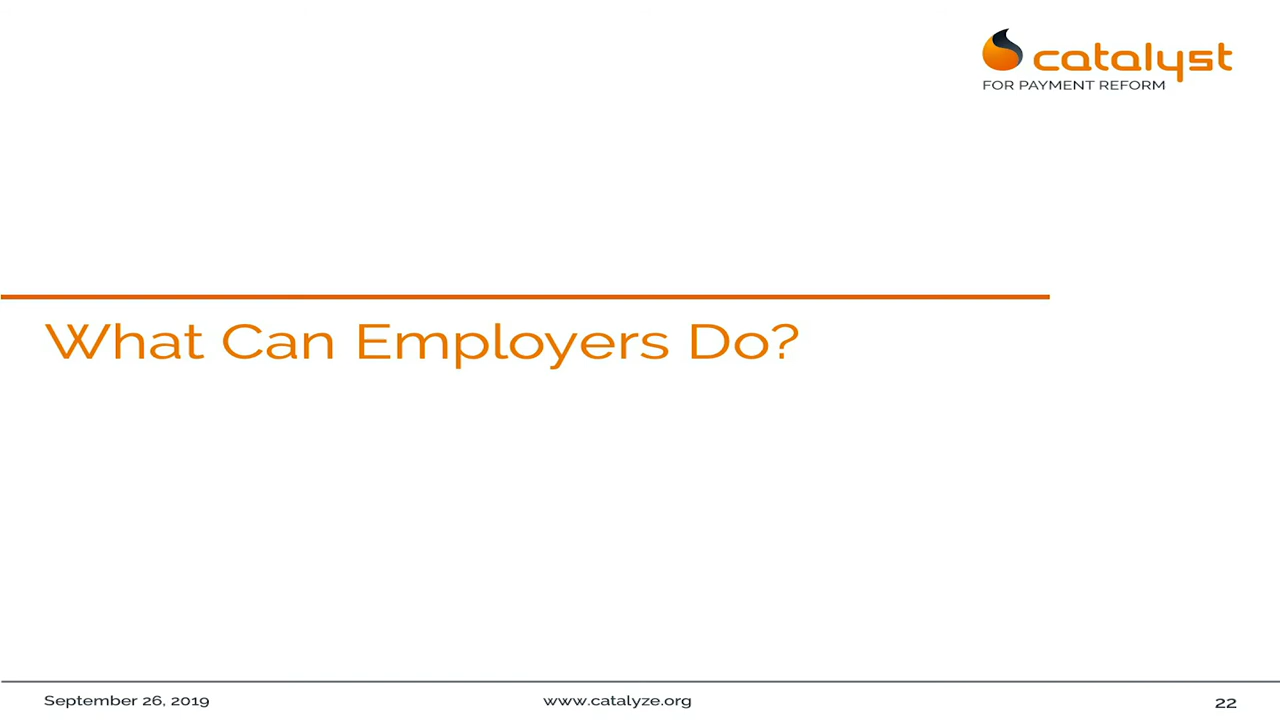 catalyst
FOR PAYMENT REFORM
What Can Employers Do?
September 26, 2019
www.catalyze.org
22